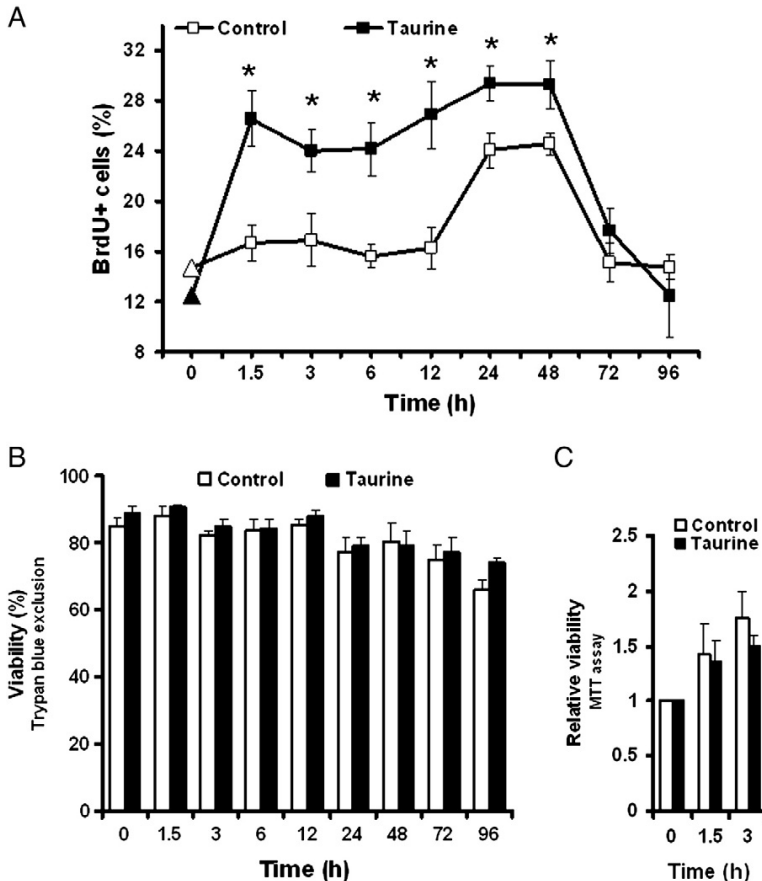 A
Control Taurine
32
28
24
20
16
12
8
BrdU+ cells (%)
* * * * * *
0 1.5 3 6 12 24 48 72 96
Time (h)
B
Control Taurine
100
80
60
40
20
0
Viability (%)
Trypan blue exclusion
0 1.5 3 6 12 24 48 72 96
Time (h)
C
Control
Taurine
2.5
2
1.5
1
0.5
0
Relative viability
MTT assay
0 1.5 3
Time (h)